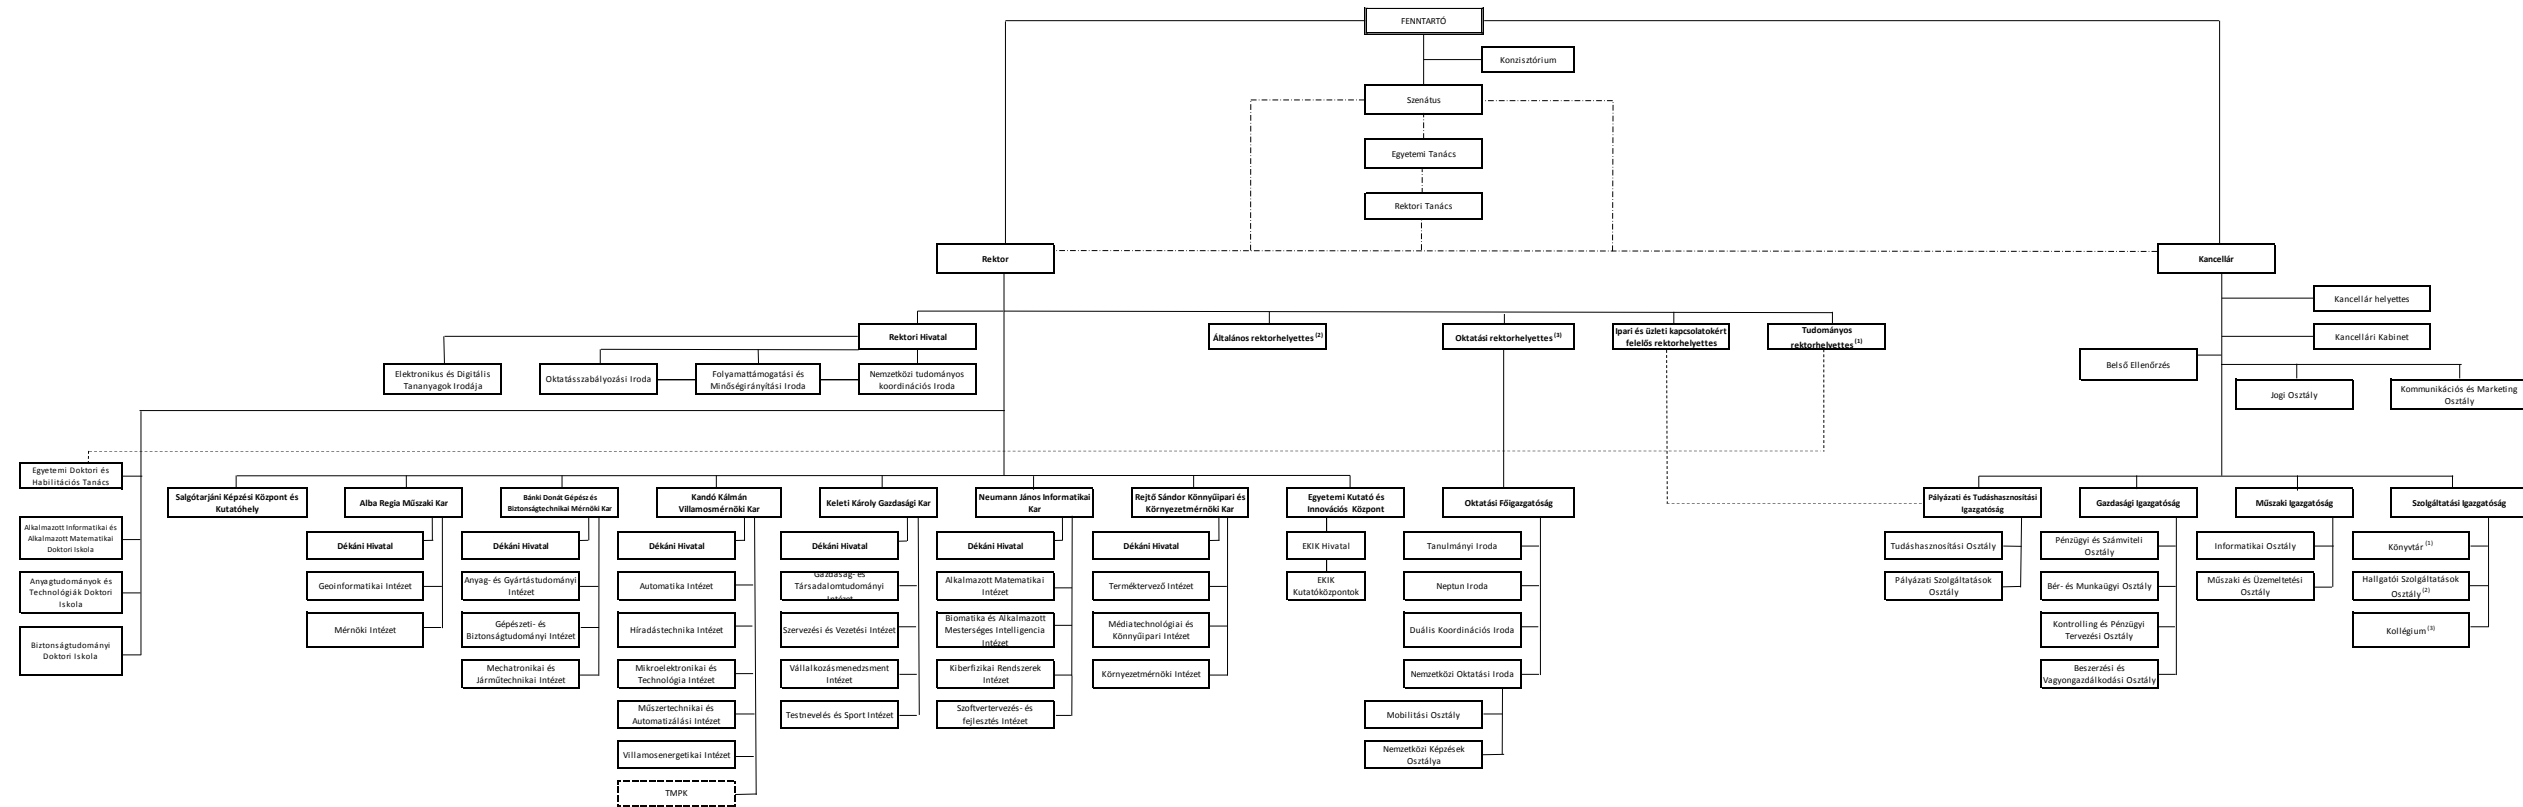 FENNTARTÓ
Konzisztórium
Szenátus
Egyetemi Tanács
Rektori Tanács
Rektor
Kancellár
Kancellár helyettes
Rektori Hivatal
Általános rektorhelyettes (2)
Oktatási rektorhelyettes (3)
Ipari és üzleti kapcsolatokért
felelős rektorhelyettes
Tudományos
rektorhelyettes (1)
Kancellári Kabinet
Belső Ellenőrzés
Elektronikus és Digitális
Tananyagok Irodája
Oktatásszabályozási Iroda
Folyamattámogatási és
Minőségirányítási Iroda
Nemzetközi tudományos
koordinációs Iroda
Jogi Osztály
Kommunikációs és Marketing
Osztály
Egyetemi Doktori és
Habilitációs Tanács
Alkalmazott Informatikai és
Alkalmazott Matematikai
Doktori Iskola
Anyagtudományok és
Technológiák Doktori
Iskola
Biztonságtudományi
Doktori Iskola
Salgótarjáni Képzési Központ és
Kutatóhely
Alba Regia Műszaki Kar
Dékáni Hivatal
Geoinformatikai Intézet
Mérnöki Intézet
Bánki Donát Gépész és
Biztonságtechnikai Mérnöki Kar
Dékáni Hivatal
Anyag- és Gyártástudományi
Intézet
Gépészeti- és
Biztonságtudományi Intézet
Mechatronikai és
Járműtechnikai Intézet
Kandó Kálmán
Villamosmérnöki Kar
Dékáni Hivatal
Automatika Intézet
Híradástechnika Intézet
Mikroelektronikai és
Technológia Intézet
Műszertechnikai és
Automatizálási Intézet
Villamosenergetikai Intézet
TMPK
Keleti Károly Gazdasági Kar
Dékáni Hivatal
Gazdaság- és
Társadalomtudományi
Intézet
Szervezési és Vezetési Intézet
Vállalkozásmenedzsment
Intézet
Testnevelés és Sport Intézet
Neumann János Informatikai
Kar
Dékáni Hivatal
Alkalmazott Matematikai
Intézet
Biomatika és Alkalmazott
Mesterséges Intelligencia
Intézet
Kiberfizikai Rendszerek
Intézet
Szoftvertervezés- és
fejlesztés Intézet
Rejtő Sándor Könnyűipari és
Környezetmérnöki Kar
Dékáni Hivatal
Terméktervező Intézet
Médiatechnológiai és
Könnyűipari Intézet
Környezetmérnöki Intézet
Egyetemi Kutató és
Innovációs Központ
EKIK Hivatal
EKIK
Kutatóközpontok
Oktatási Főigazgatóság
Tanulmányi Iroda
Neptun Iroda
Duális Koordinációs Iroda
Nemzetközi Oktatási Iroda
Mobilitási Osztály
Nemzetközi Képzések
Osztálya
Pályázati és Tudáshasznosítási
Igazgatóság
Tudáshasznosítási Osztály
Pályázati Szolgáltatások
Osztály
Gazdasági Igazgatóság
Pénzügyi és Számviteli
Osztály
Bér- és Munkaügyi Osztály
Kontrolling és Pénzügyi
Tervezési Osztály
Beszerzési és
Vagyongazdálkodási Osztály
Műszaki Igazgatóság
Informatikai Osztály
Műszaki és Üzemeltetési
Osztály
Szolgáltatási Igazgatóság
Könyvtár (1)
Hallgatói Szolgáltatások
Osztály (2)
Kollégium (3)